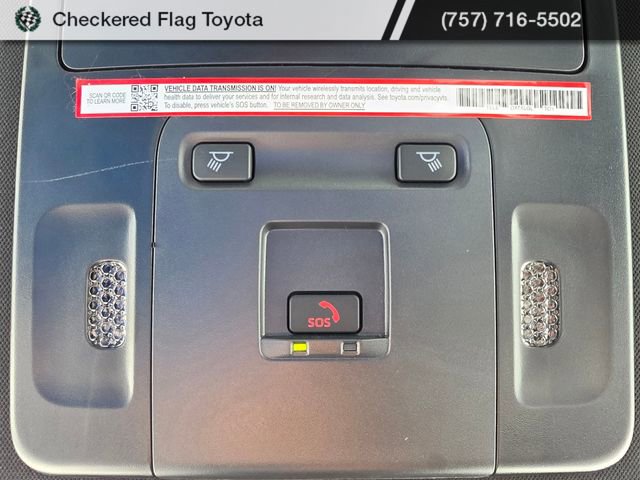 Checkered Flag Toyota
(757) 716-5502
SCAN QR CODE
TO LEARN MORE
VEHICLE DATA TRANSMISSION IS ON! Your vehicle wirelessly transmits location, driving and vehicle
health data to deliver your services and for internal research and data analysis. See toyota.com/privacyvts.
To disable, press vehicle's SOS button. TO BE REMOVED BY OWNER ONLY
SOS